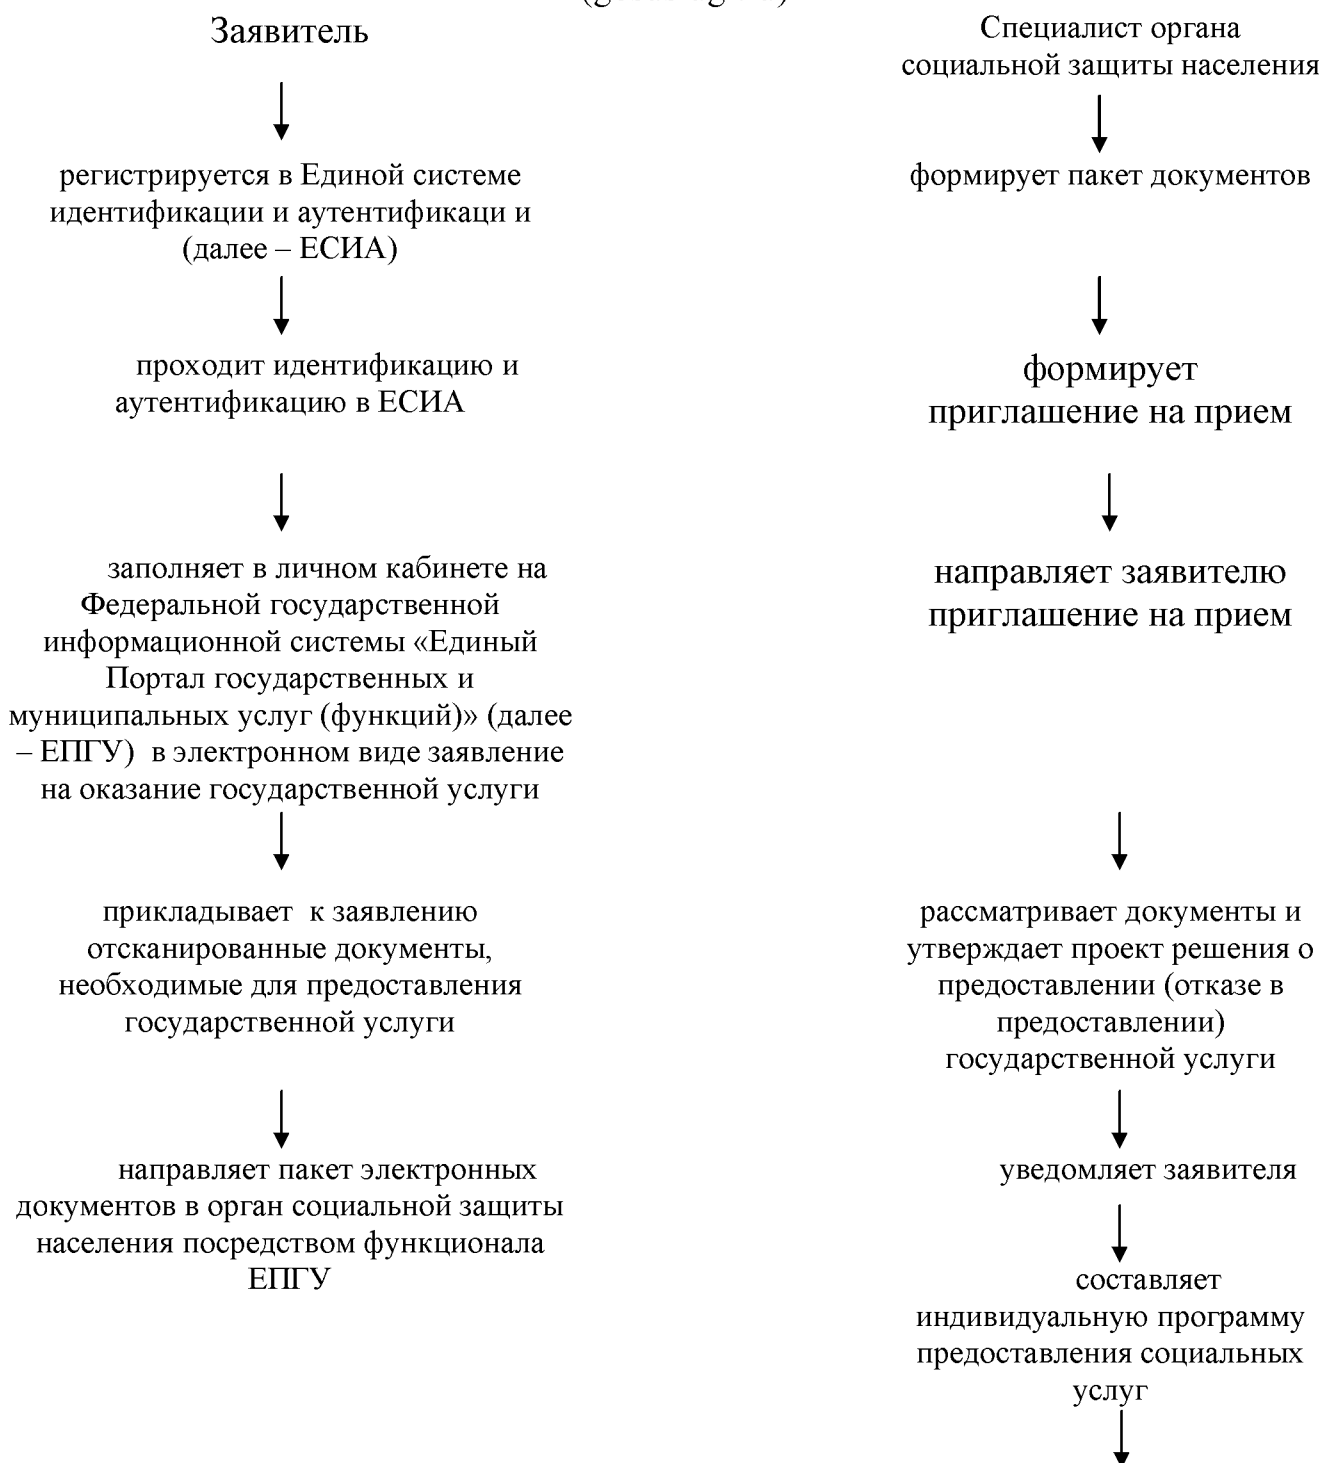 Заявитель
регистрируется в Единой системе
идентификации и аутентификаци и
(далее – ЕСИА)
проходит идентификацию и
аутентификацию в ЕСИА
заполняет в личном кабинете на
Федеральной государственной
информационной системы «Единый
Портал государственных и
муниципальных услуг (функций)» (далее
– ЕПГУ) в электронном виде заявление
на оказание государственной услуги
прикладывает к заявлению
отсканированные документы,
необходимые для предоставления
государственной услуги
направляет пакет электронных
документов в орган социальной защиты
населения посредством функционала
ЕПГУ
Специалист органа
социальной защиты населения
формирует пакет документов
формирует
приглашение на прием
направляет заявителю
приглашение на прием
рассматривает документы и
утверждает проект решения о
предоставлении (отказе в
предоставлении)
государственной услуги
уведомляет заявителя
составляет
индивидуальную программу
предоставления социальных
услуг